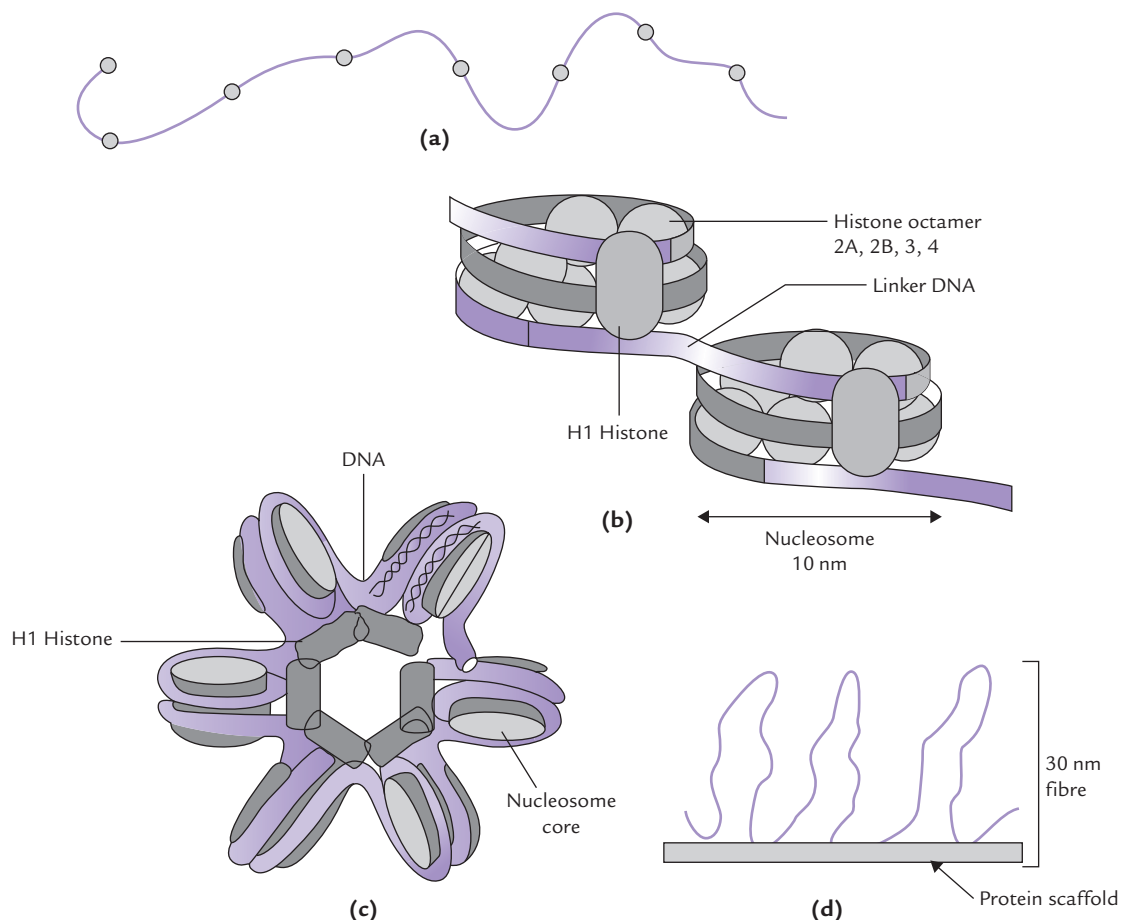 (a)
Histone octamer
2A, 2B, 3, 4
Linker DNA
H1 Histone
(b)
Nucleosome
10 nm
DNA
H1 Histone
Nucleosome
core
(c)
30 nm
fibre
Protein scaffold
(d)